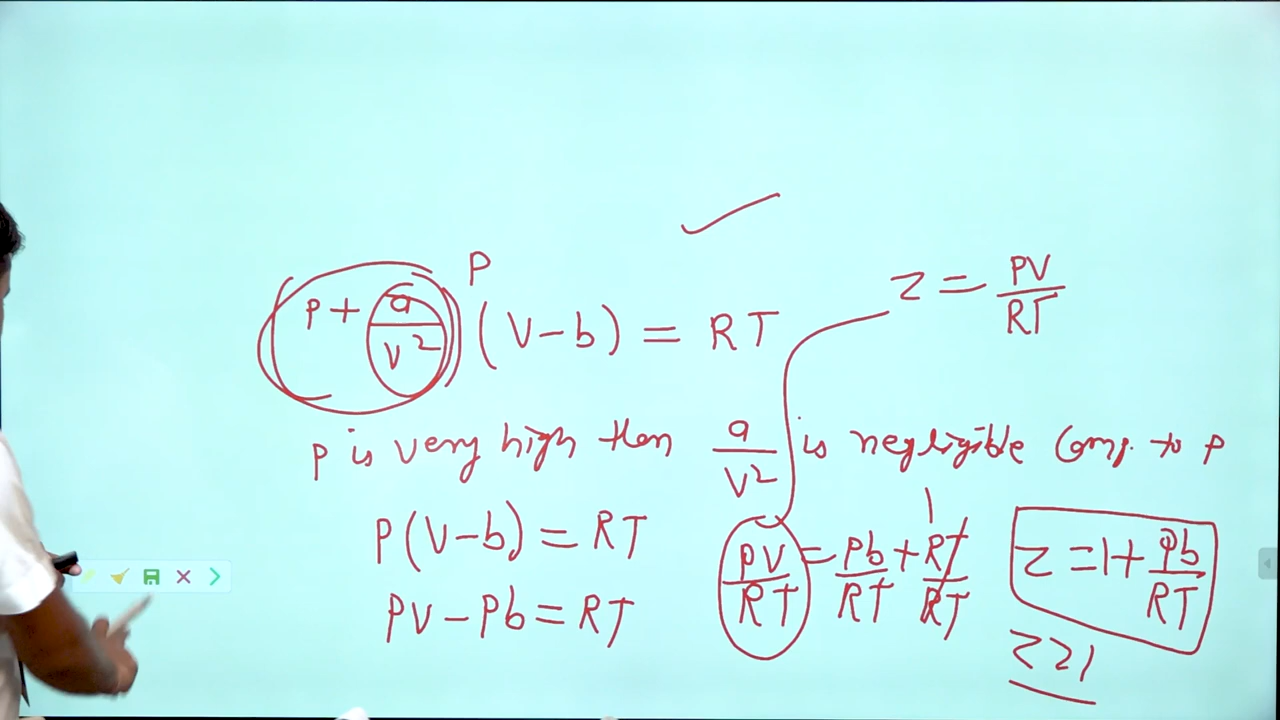 P
(P + a/V²) (V-b) = RT
Z = PV/RT
P is very high then a/V² is negligible Comp. to P
P(V-b) = RT
PV - Pb = RT
PV/RT = Pb/RT + RT/RT 1
Z = 1 + Pb/RT
Z > 1